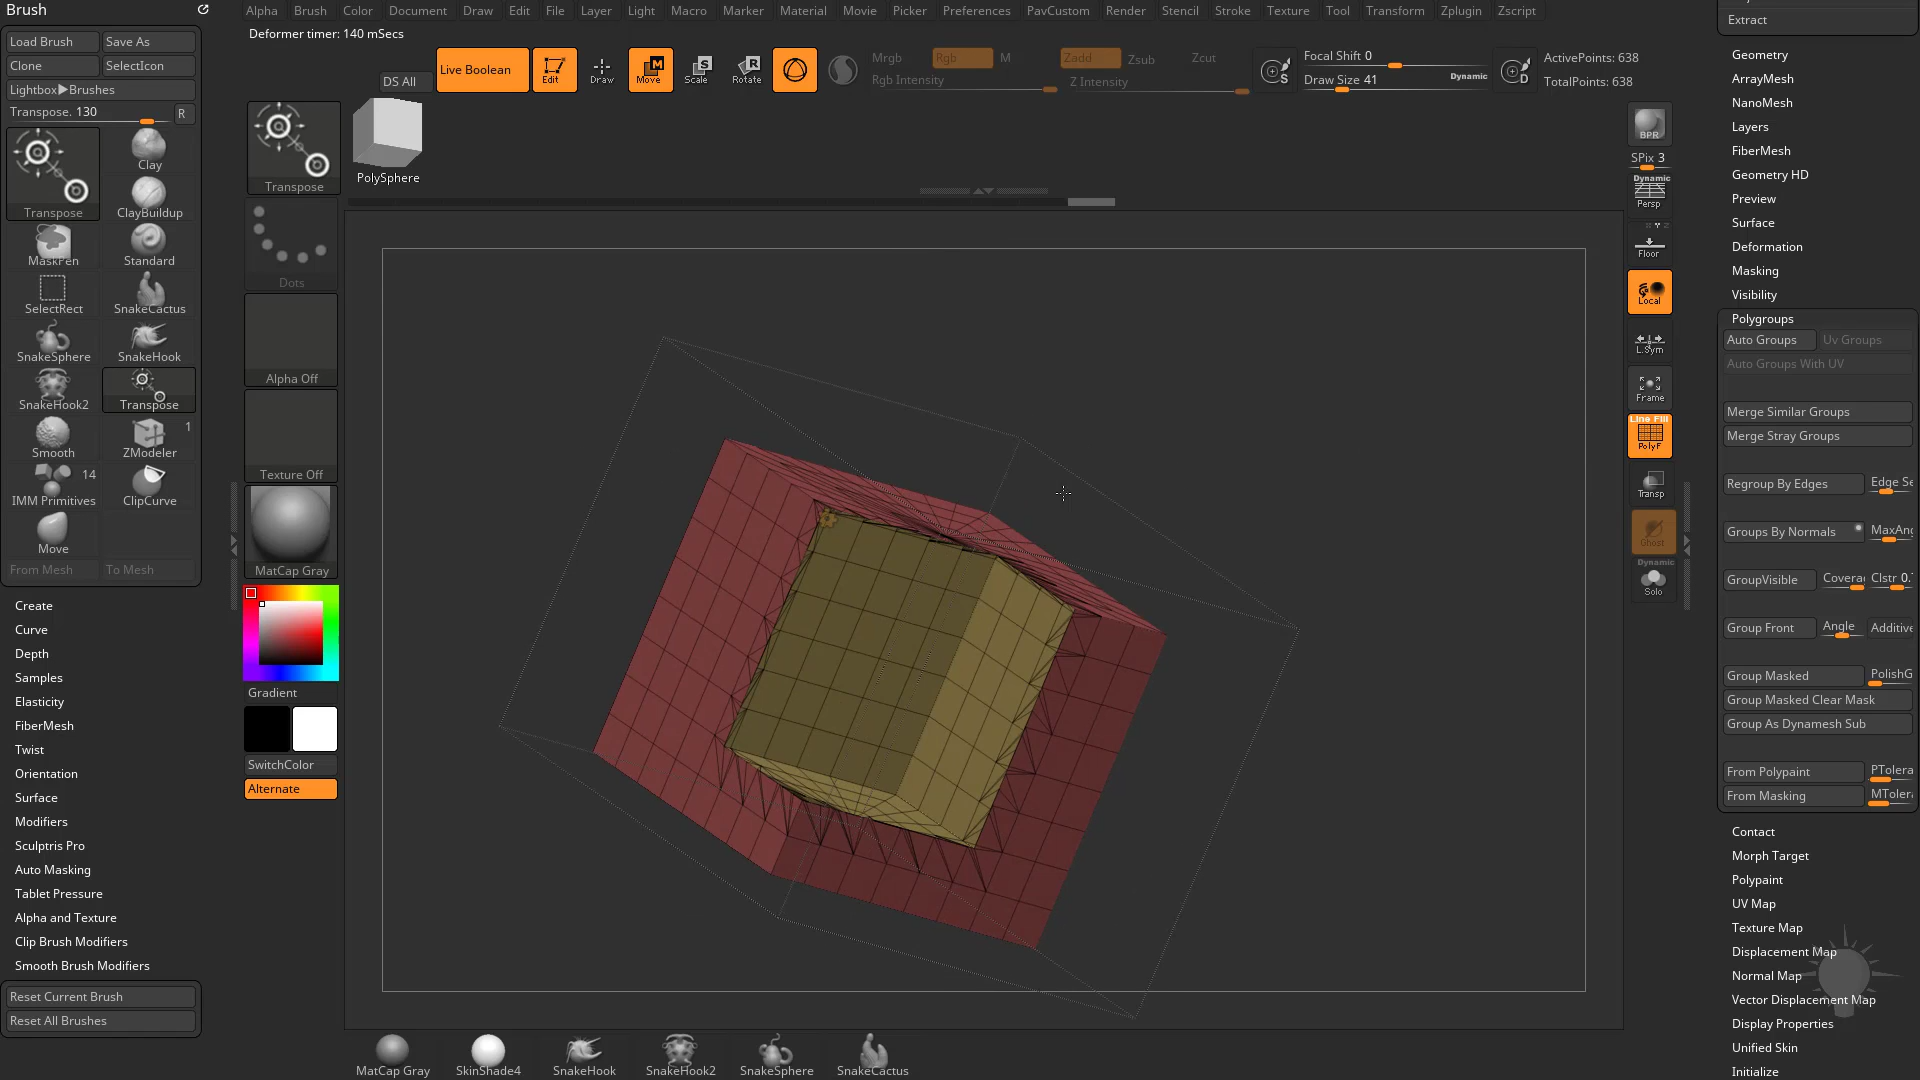 Brush
Alpha Brush Color Document Draw Edit File Layer Light Macro Marker Material Movie Picker Preferences PavCustom Render Stencil Stroke Texture Tool Transform Zplugin Zscript
Deformer timer: 140 mSecs
Load Brush Save As
Clone SelectIcon
Lightbox▶Brushes
Transpose. 130 R
Transpose
Clay
ClayBuildup
MaskPen Standard
SelectRect SnakeCactus
SnakeSphere SnakeHook
SnakeHook2 Transpose
Smooth 1 ZModeler
14 IMM Primitives ClipCurve
Move
From Mesh To Mesh
Create
Curve
Depth
Samples
Elasticity
FiberMesh
Twist
Orientation
Surface
Modifiers
Sculptris Pro
Auto Masking
Tablet Pressure
Alpha and Texture
Clip Brush Modifiers
Smooth Brush Modifiers
Reset Current Brush
Reset All Brushes
DS All
Live Boolean
Edit
Draw
M
Move
S
Scale
R
Rotate
Mrgb Rgb M
Rgb Intensity
Zadd Zsub Zcut
Z Intensity
S
Focal Shift 0
Draw Size 41 Dynamic
D
ActivePoints: 638
TotalPoints: 638
Transpose
PolySphere
Dots
Alpha Off
Texture Off
MatCap Gray
Gradient
SwitchColor
Alternate
BPR
SPix 3
Dynamic
Persp
Floor
Local
L.Sym
Frame
Line Fill
PolyF
Transp
Ghost
Dynamic
Solo
MatCap Gray SkinShade4 SnakeHook SnakeHook2 SnakeSphere SnakeCactus
Extract
Geometry
ArrayMesh
NanoMesh
Layers
FiberMesh
Geometry HD
Preview
Surface
Deformation
Masking
Visibility
Polygroups
Auto Groups Uv Groups
Auto Groups With UV
Merge Similar Groups
Merge Stray Groups
Regroup By Edges Edge Se
Groups By Normals MaxAng
GroupVisible Covera Clstr 0.
Group Front Angle Additive
Group Masked PolishG
Group Masked Clear Mask
Group As Dynamesh Sub
From Polypaint PTolera
From Masking MTolera
Contact
Morph Target
Polypaint
UV Map
Texture Map
Displacement Map
Normal Map
Vector Displacement Map
Display Properties
Unified Skin
Initialize